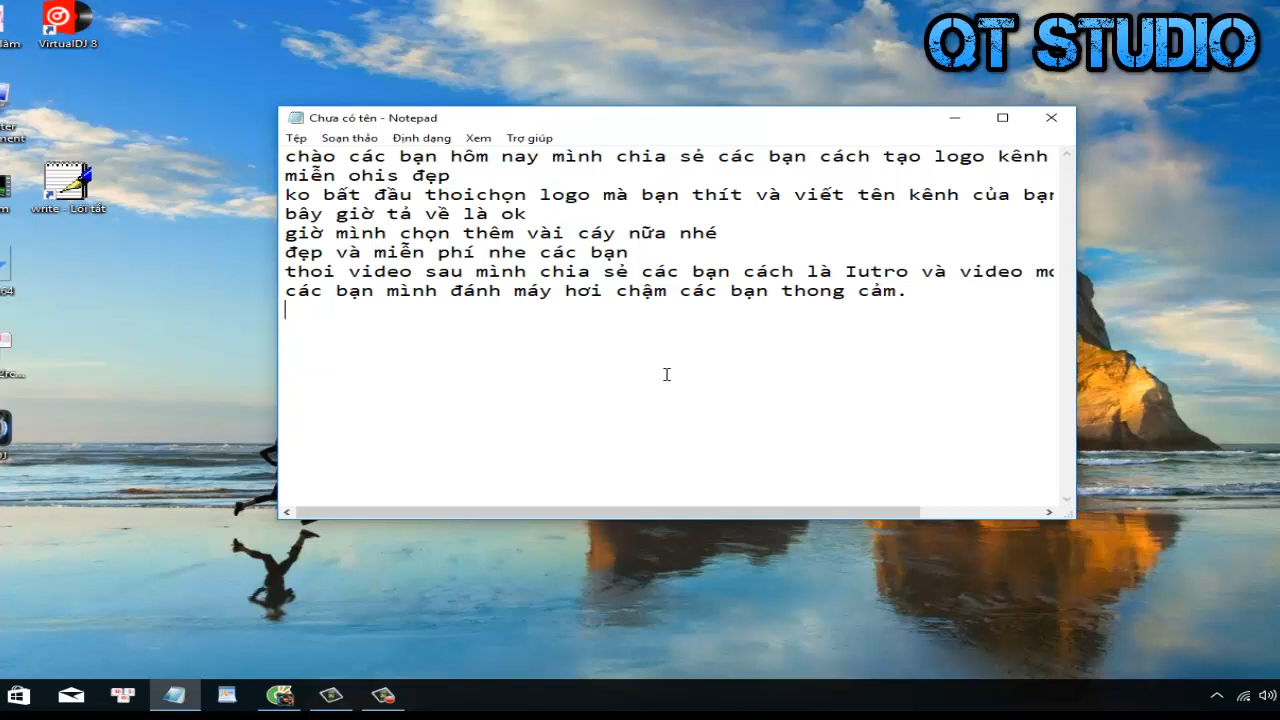 QT STUDIO
làm
VirtualDJ 8
write - Lối tắt
Chưa có tên - Notepad
Tệp Soạn thảo Định dạng Xem Trợ giúp
chào các bạn hôm nay mình chia sẻ các bạn cách tạo logo kênh
miễn ohis đẹp
ko bất đầu thoichọn logo mà bạn thít và viết tên kênh của bạn
bây giờ tả về là ok
giờ mình chọn thêm vài cáy nữa nhé
đẹp và miễn phí nhe các bạn
thoi video sau mình chia sẻ các bạn cách là Iutro và video
các bạn mình đánh máy hơi chậm các bạn thong cảm.